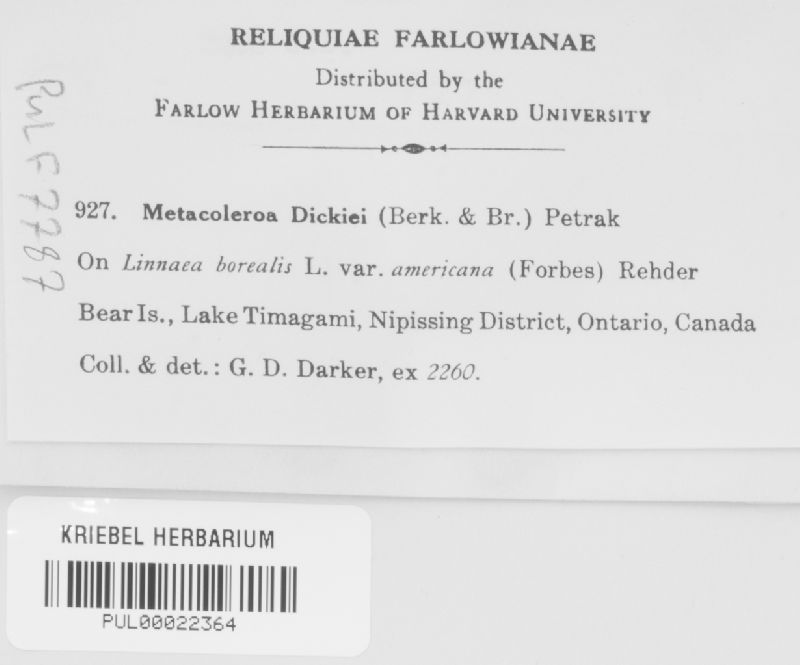 RELIQUIAE FARLOWIANAE
Distributed by the
FARLOW HERBARIUM OF HARVARD UNIVERSITY
PUL F7787
927. Metacoleroa Dickiei (Berk. & Br.) Petrak
On Linnaea borealis L. var. americana (Forbes) Rehder
Bear Is., Lake Timagami, Nipissing District, Ontario, Canada
Coll. & det.: G. D. Darker, ex 2260.
KRIEBEL HERBARIUM
PUL00022364